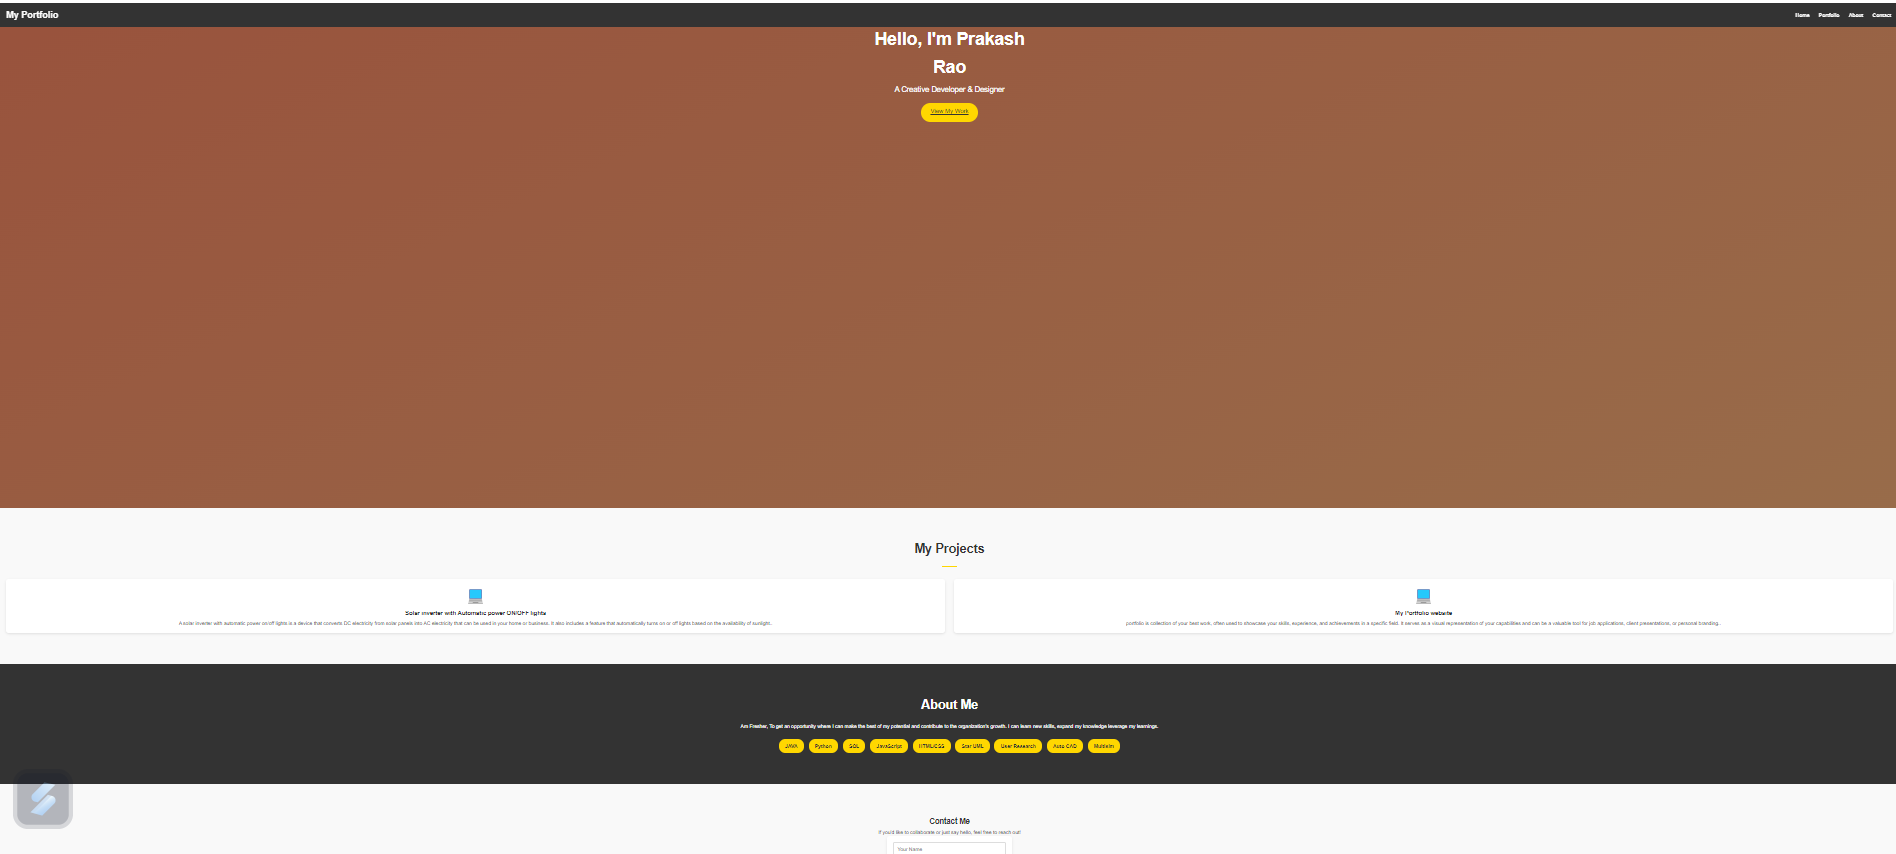 My Portfolio
Home Portfolio About Contact
Hello, I'm Prakash
Rao
A Creative Developer & Designer
View My Work
My Projects
Solar inverter with Automatic power ON/OFF lights
A solar inverter with automatic power on/off lights is a device that converts DC electricity from solar panels into AC electricity that can be used in your home or business. It also includes a feature that automatically turns on or off lights based on the availability of sunlight.
My Portfolio website
portfolio is collection of your best work, often used to showcase your skills, experience, and achievements in a specific field. It serves as a visual representation of your capabilities and can be a valuable tool for job applications, client presentations, or personal branding..
About Me
Am Fresher, To get an opportunity where I can make the best of my potential and contribute to the organization's growth. I can learn new skills, expand my knowledge leverage my learnings.
JAVA Python SQL JavaScript HTML/CSS Star UML User Research Auto CAD Multisim
Contact Me
If you'd like to collaborate or just say hello, feel free to reach out!
Your Name